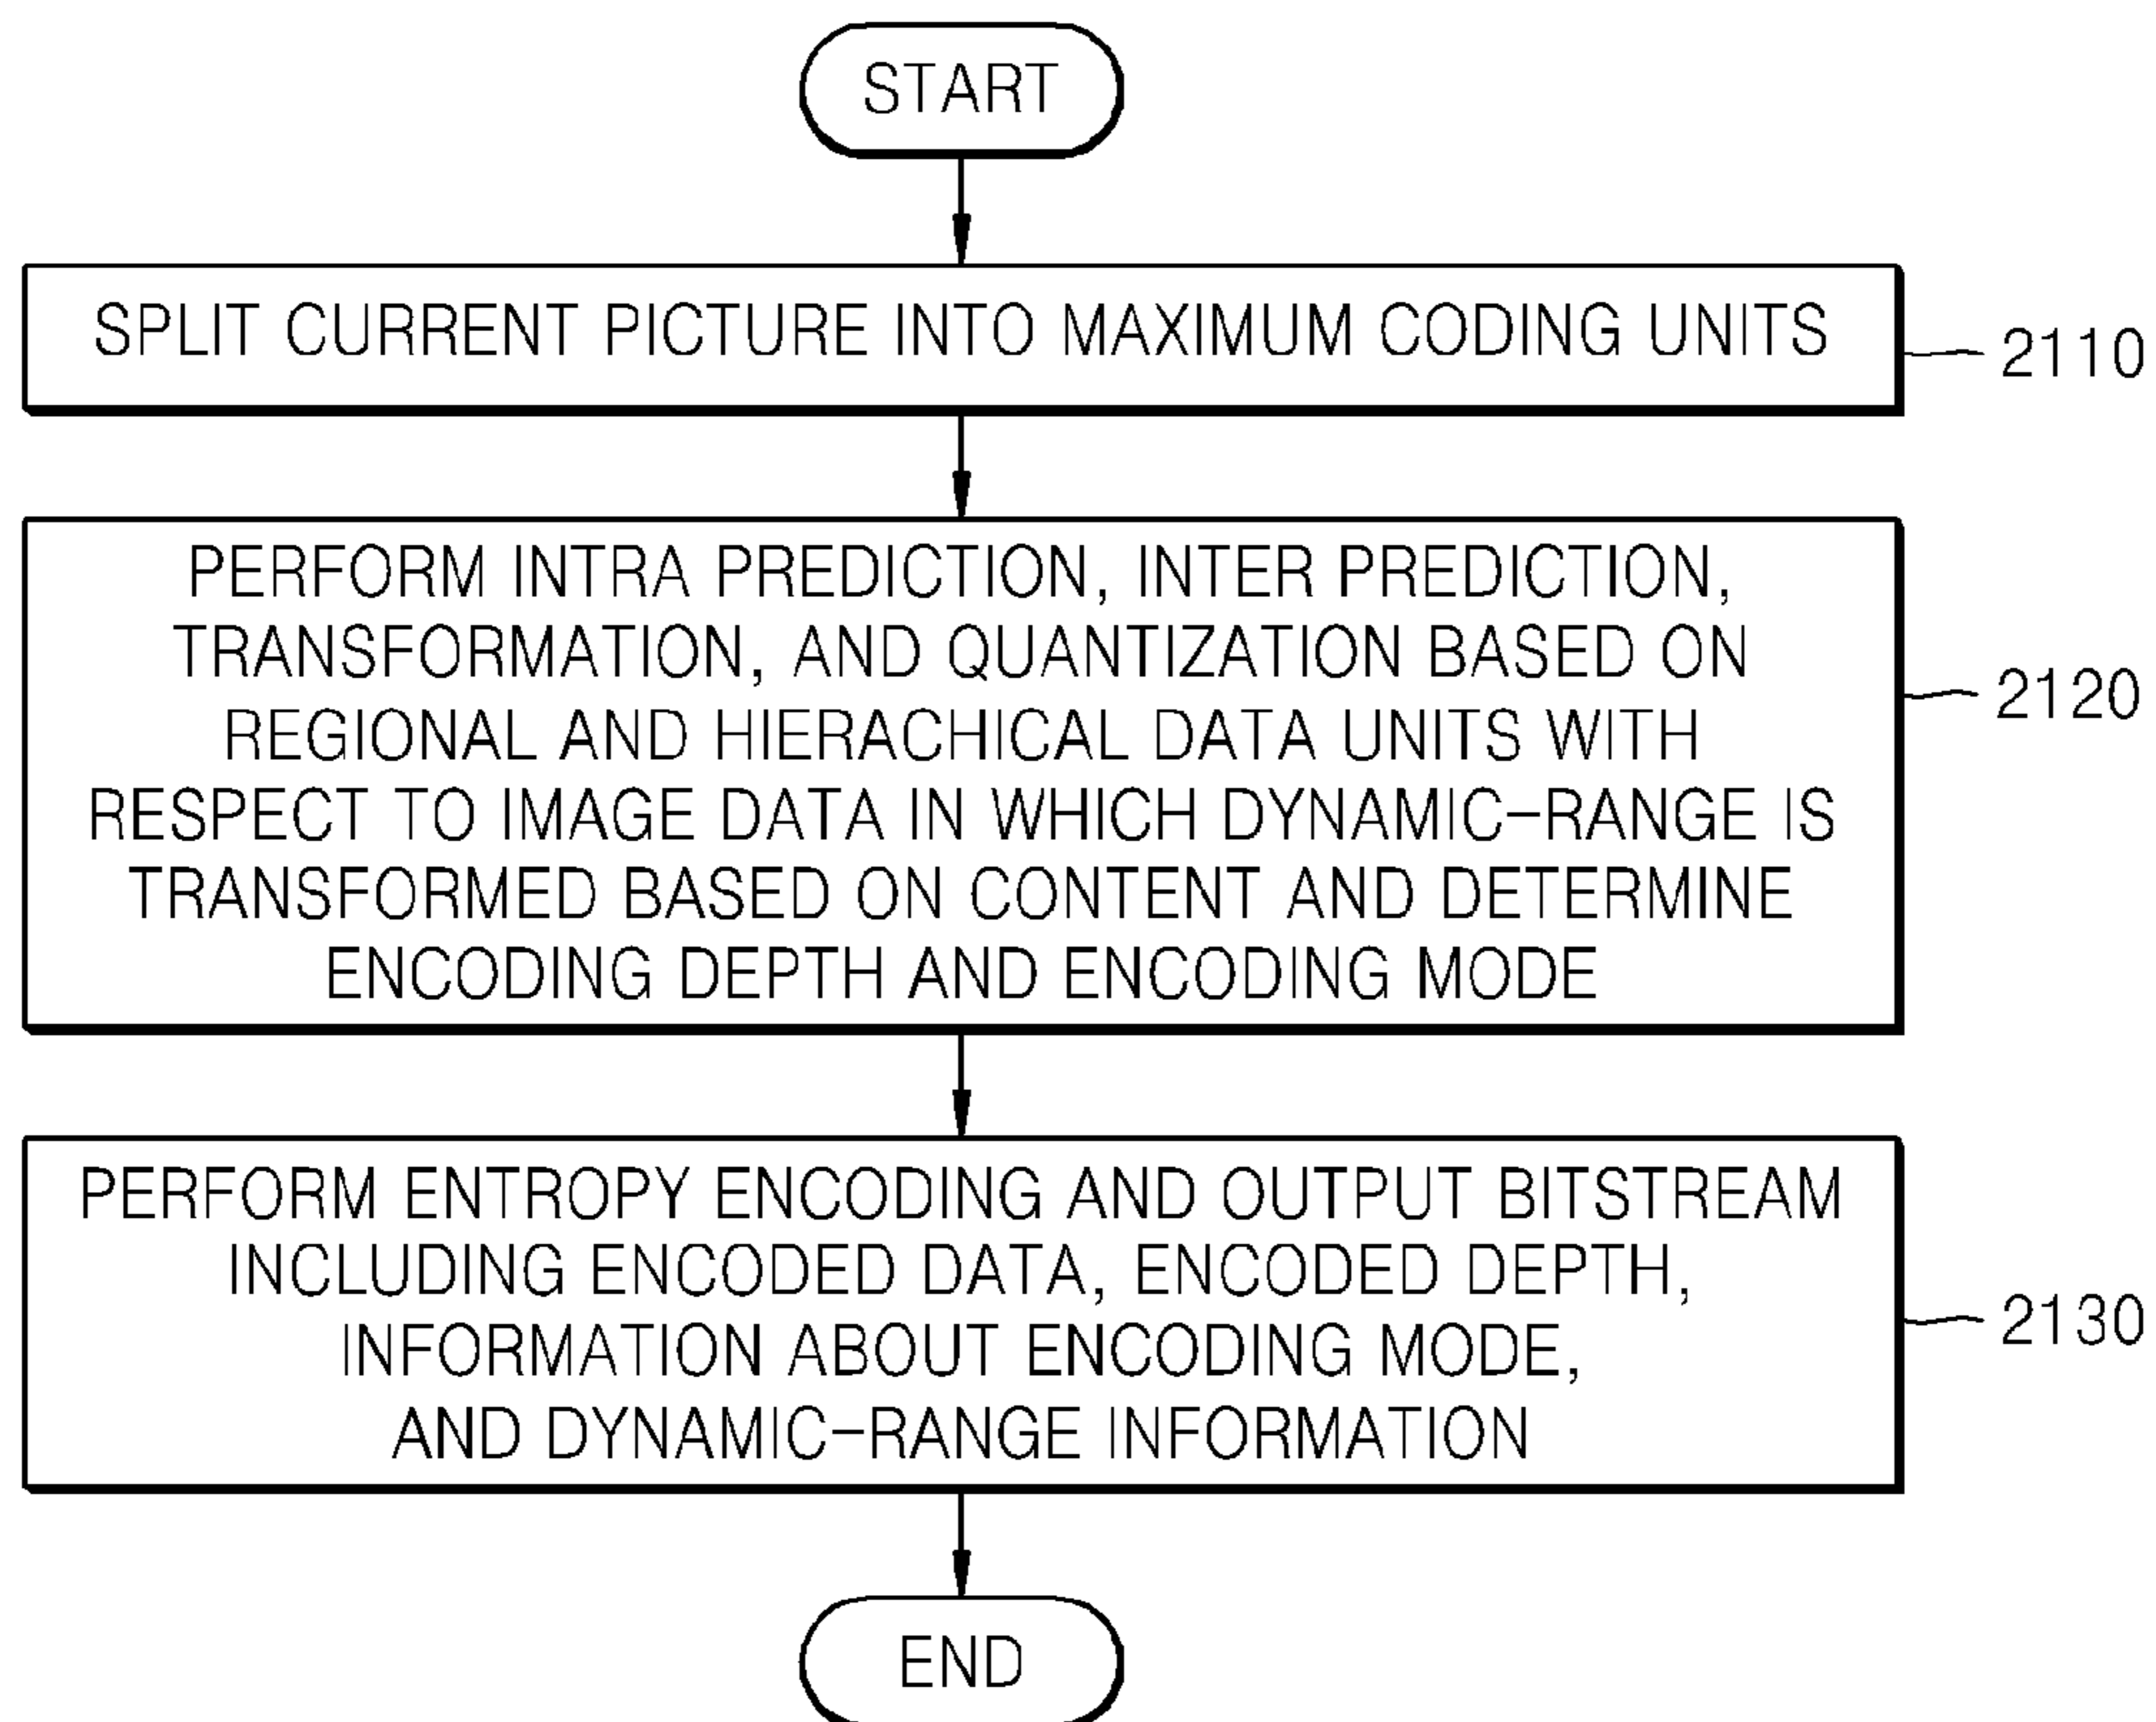 START
SPLIT CURRENT PICTURE INTO MAXIMUM CODING UNITS
2110
PERFORM INTRA PREDICTION, INTER PREDICTION,
TRANSFORMATION, AND QUANTIZATION BASED ON
REGIONAL AND HIERACHICAL DATA UNITS WITH
RESPECT TO IMAGE DATA IN WHICH DYNAMIC-RANGE IS
TRANSFORMED BASED ON CONTENT AND DETERMINE
ENCODING DEPTH AND ENCODING MODE
2120
PERFORM ENTROPY ENCODING AND OUTPUT BITSTREAM
INCLUDING ENCODED DATA, ENCODED DEPTH,
INFORMATION ABOUT ENCODING MODE,
AND DYNAMIC-RANGE INFORMATION
2130
END